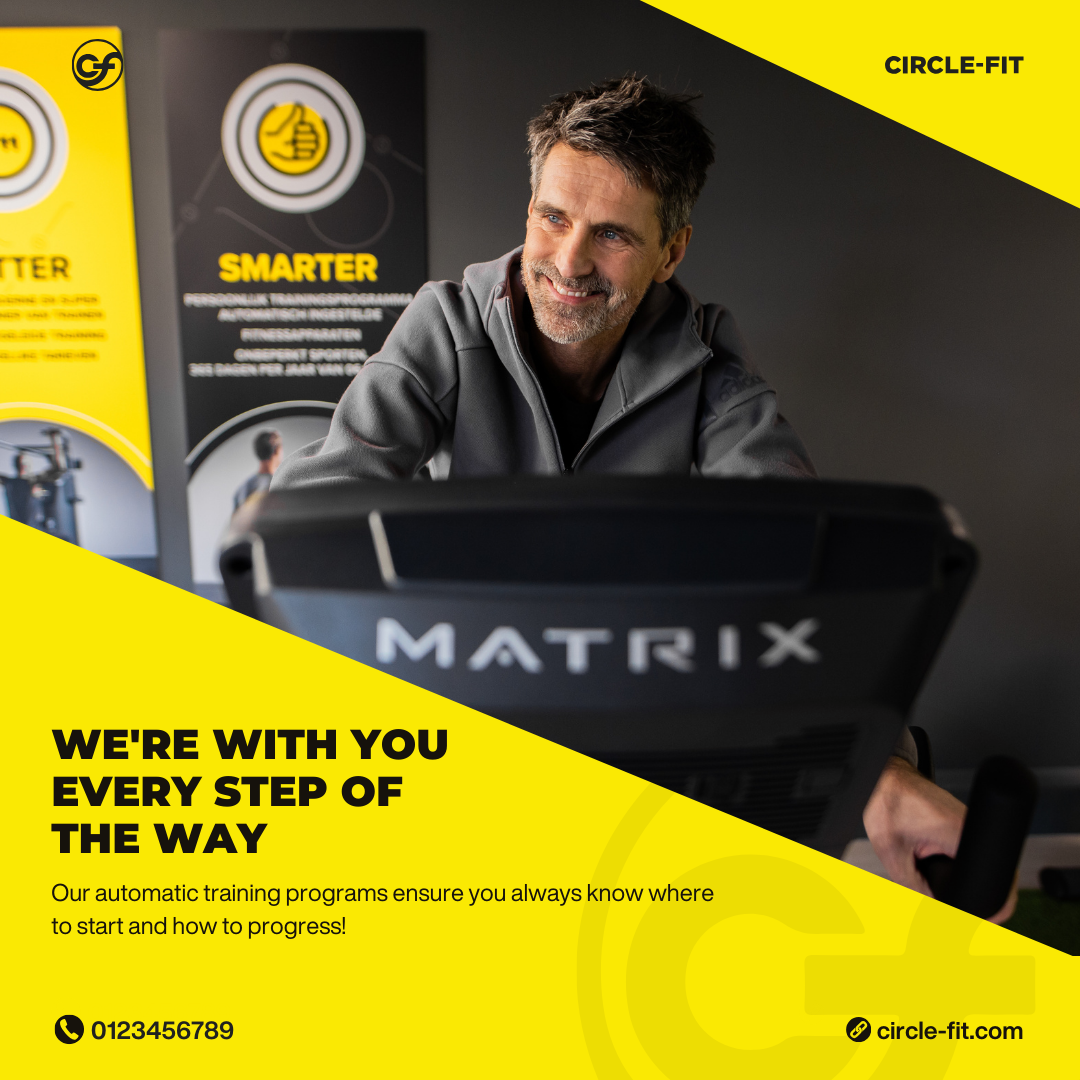 CIRCLE-FIT
TTER
SMARTER
PERSOONLIJK TRAININGSPROGRAMMA
AUTOMATISCH INGESTELDE
FITNESSAPPARATEN
ONBEPERKT SPORTEN,
365 DAGEN PER JAAR VAN
MATRIX
WE'RE WITH YOU
EVERY STEP OF
THE WAY
Our automatic training programs ensure you always know where
to start and how to progress!
0123456789
circle-fit.com